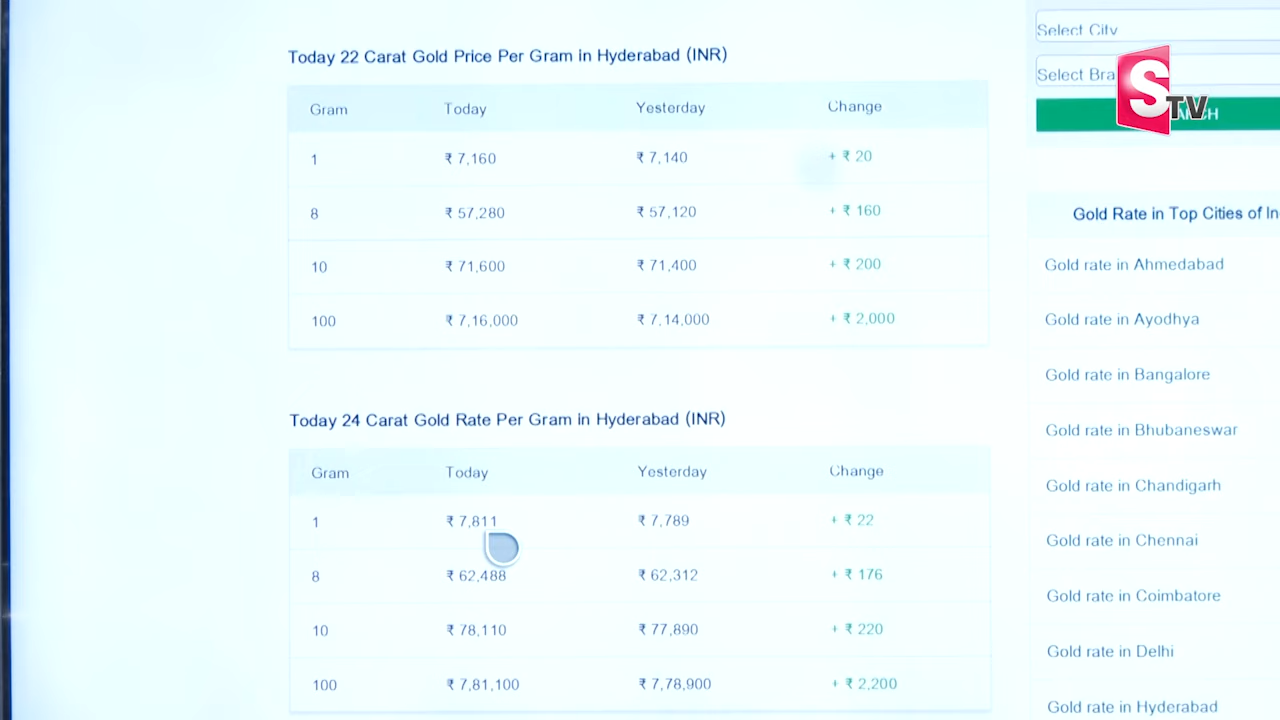 Today 22 Carat Gold Price Per Gram in Hyderabad (INR)
Gram Today Yesterday Change
1 ₹ 7,160 ₹ 7,140 + ₹ 20
8 ₹ 57,280 ₹ 57,120 + ₹ 160
10 ₹ 71,600 ₹ 71,400 + ₹ 200
100 ₹ 7,16,000 ₹ 7,14,000 + ₹ 2,000
Today 24 Carat Gold Rate Per Gram in Hyderabad (INR)
Gram Today Yesterday Change
1 ₹ 7,811 ₹ 7,789 + ₹ 22
8 ₹ 62,488 ₹ 62,312 + ₹ 176
10 ₹ 78,110 ₹ 77,890 + ₹ 220
100 ₹ 7,81,100 ₹ 7,78,900 + ₹ 2,200
Select City
Select
S TV
Gold Rate in Top Cities of
Gold rate in Ahmedabad
Gold rate in Ayodhya
Gold rate in Bangalore
Gold rate in Bhubaneswar
Gold rate in Chandigarh
Gold rate in Chennai
Gold rate in Coimbatore
Gold rate in Delhi
Gold rate in Hyderabad